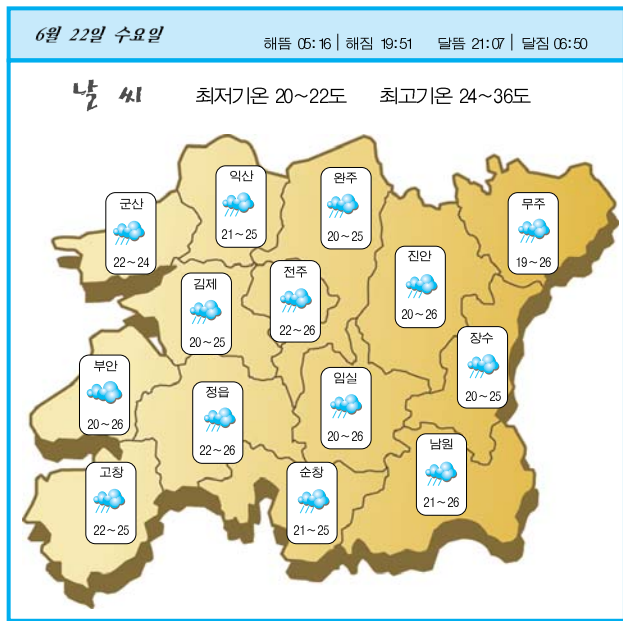 6월 22일 수요일
해뜸 05:16 | 해짐 19:51 달뜸 21:07 | 달짐 06:50
날 씨 최저기온 20~22도 최고기온 24~36도
익산
21~25
완주
20~25
군산
22~24
무주
19~26
진안
20~26
전주
22~26
김제
20~25
장수
20~25
부안
20~26
정읍
22~26
임실
20~26
남원
21~26
고창
22~25
순창
21~25